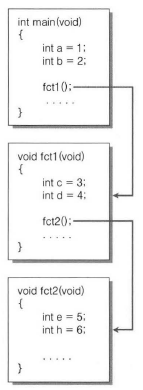 int main(void)
{
int a = 1;
int b = 2;
fct1();
. . . . .
}
void fct1(void)
{
int c = 3;
int d = 4;
fct2();
. . . . .
}
void fct2(void)
{
int e = 5;
int h = 6;
. . . . .
}